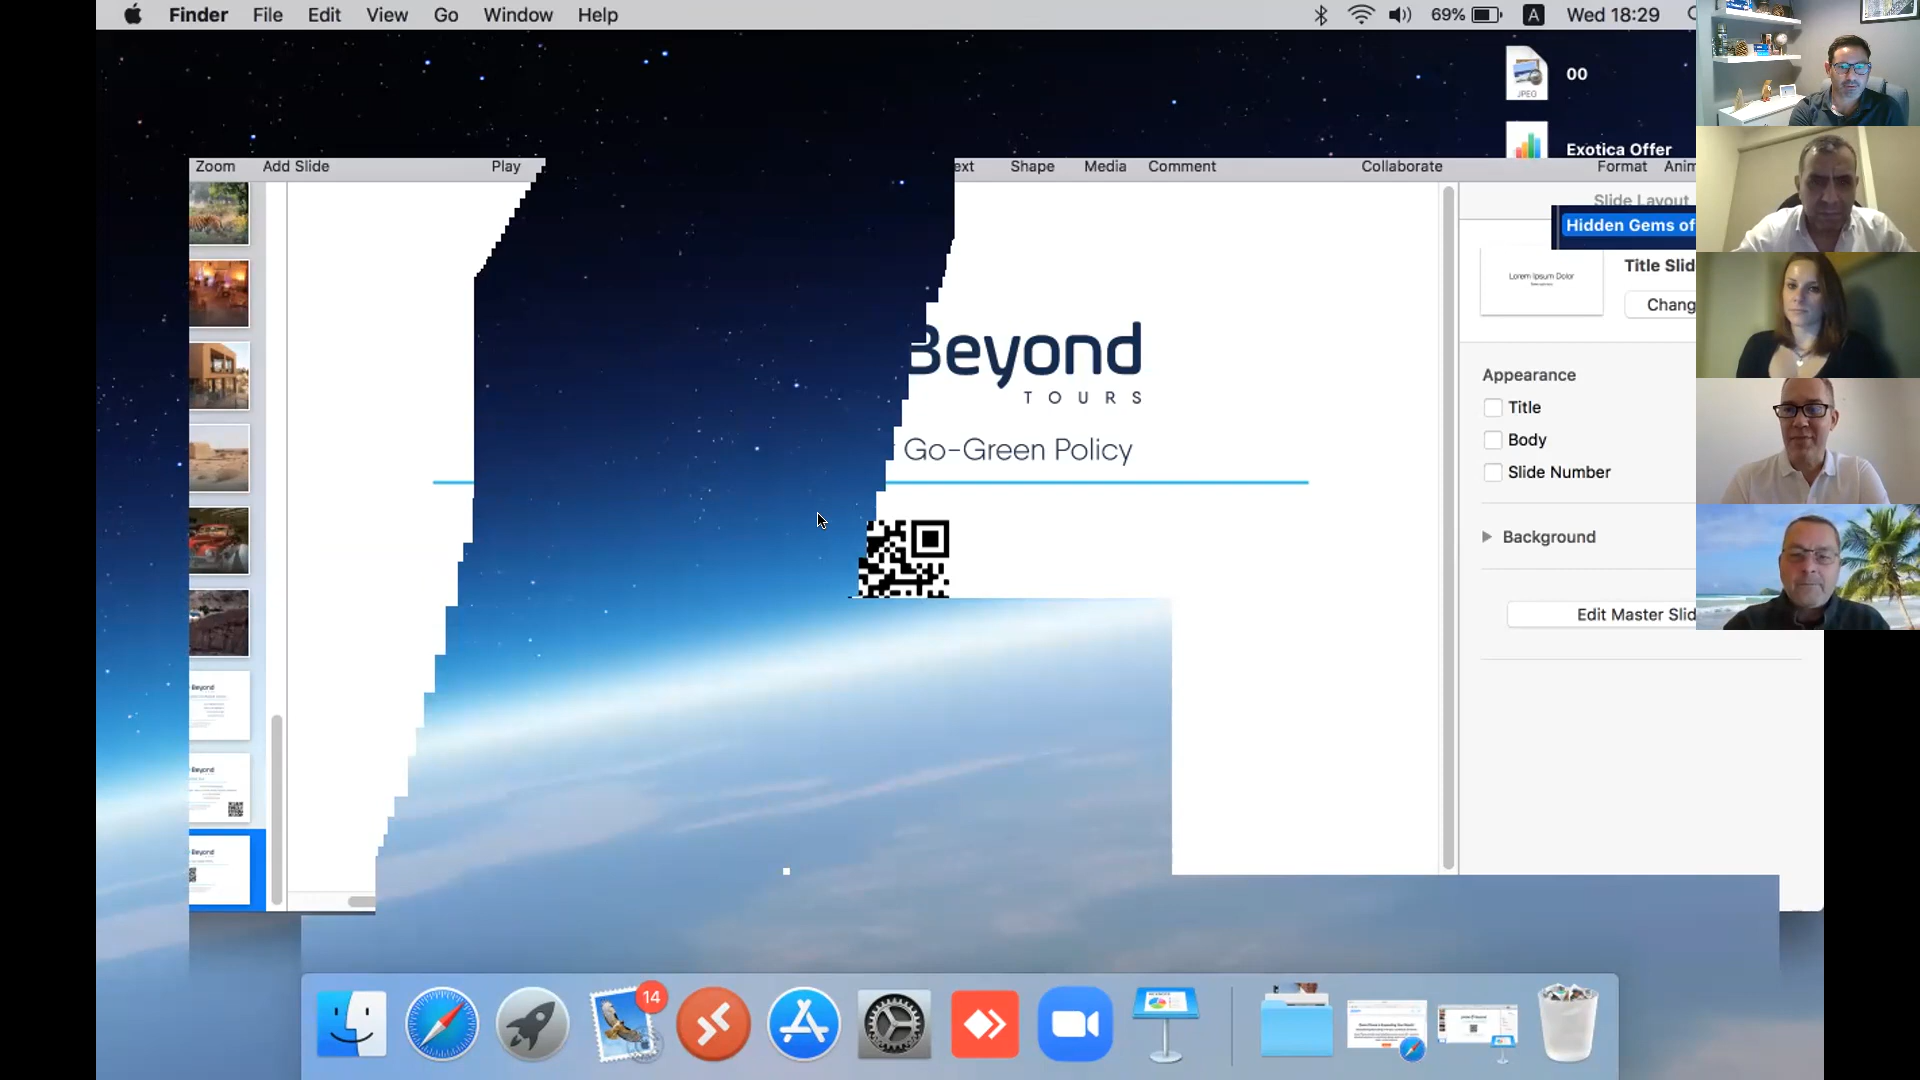 Finder File Edit View Go Window Help 69% A Wed 18:29
JPEG 00
Exotica Offer
Zoom Add Slide Play ext Shape Media Comment Collaborate Format Anim
Slide Layout
Hidden Gems of
Lorem Ipsum Dolor
Title Slid
Chang
Beyond
TOURS
Go-Green Policy
Appearance
Title
Body
Slide Number
Background
Edit Master Slid
Beyond
Beyond
Beyond
14